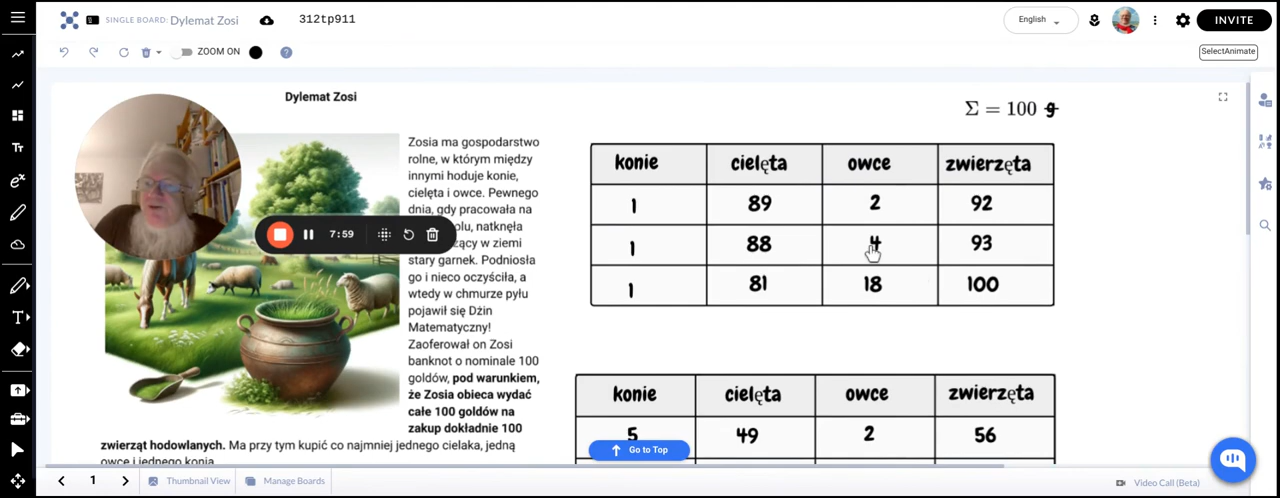 SINGLE BOARD: Dylemat Zosi
312tp911
English
INVITE
ZOOM ON
?
SelectAnimate
Tт
eˣ
T
Dylemat Zosi
Zosia ma gospodarstwo
rolne, w którym między
innymi hoduje konie,
cielęta i owce. Pewnego
dnia, gdy pracowała na
olu, natknęła
żący w ziemi
stary garnek. Podniosła
go i nieco oczyściła, a
wtedy w chmurze pyłu
pojawił się Dżin
Matematyczny!
Zaoferował on Zosi
banknot o nominale 100
goldów, pod warunkiem,
że Zosia obieca wydać
całe 100 goldów na
zakup dokładnie 100
zwierząt hodowlanych. Ma przy tym kupić co najmniej jednego cielaka, jedną
owcę i jednego konia
7:59
Σ = 100 g
konie cielęta owce zwierzęta
1 89 2 92
1 88 4 93
1 81 18 100
konie cielęta owce zwierzęta
5 49 2 56
Go to Top
1
Thumbnail View
Manage Boards
Video Call (Beta)